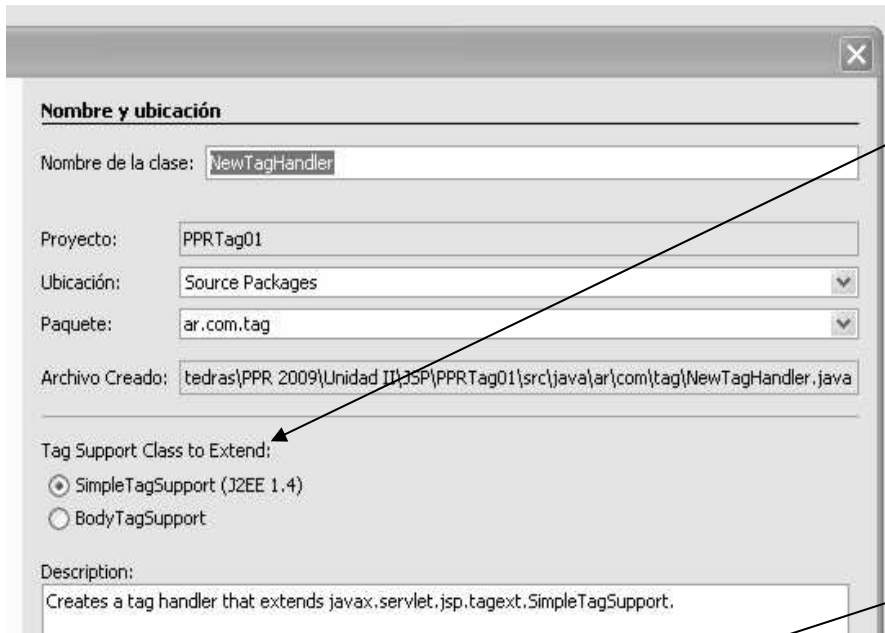 Nombre y ubicación
Nombre de la clase: NewTagHandler
Proyecto: PPRTag01
Ubicación: Source Packages
Paquete: ar.com.tag
Archivo Creado: tedras\PPR 2009\Unidad II\JSP\PPRTag01\src\java\ar\com\tag\NewTagHandler.java
Tag Support Class to Extend:
SimpleTagSupport (J2EE 1.4)
BodyTagSupport
Description:
Creates a tag handler that extends javax.servlet.jsp.tagext.SimpleTagSupport.